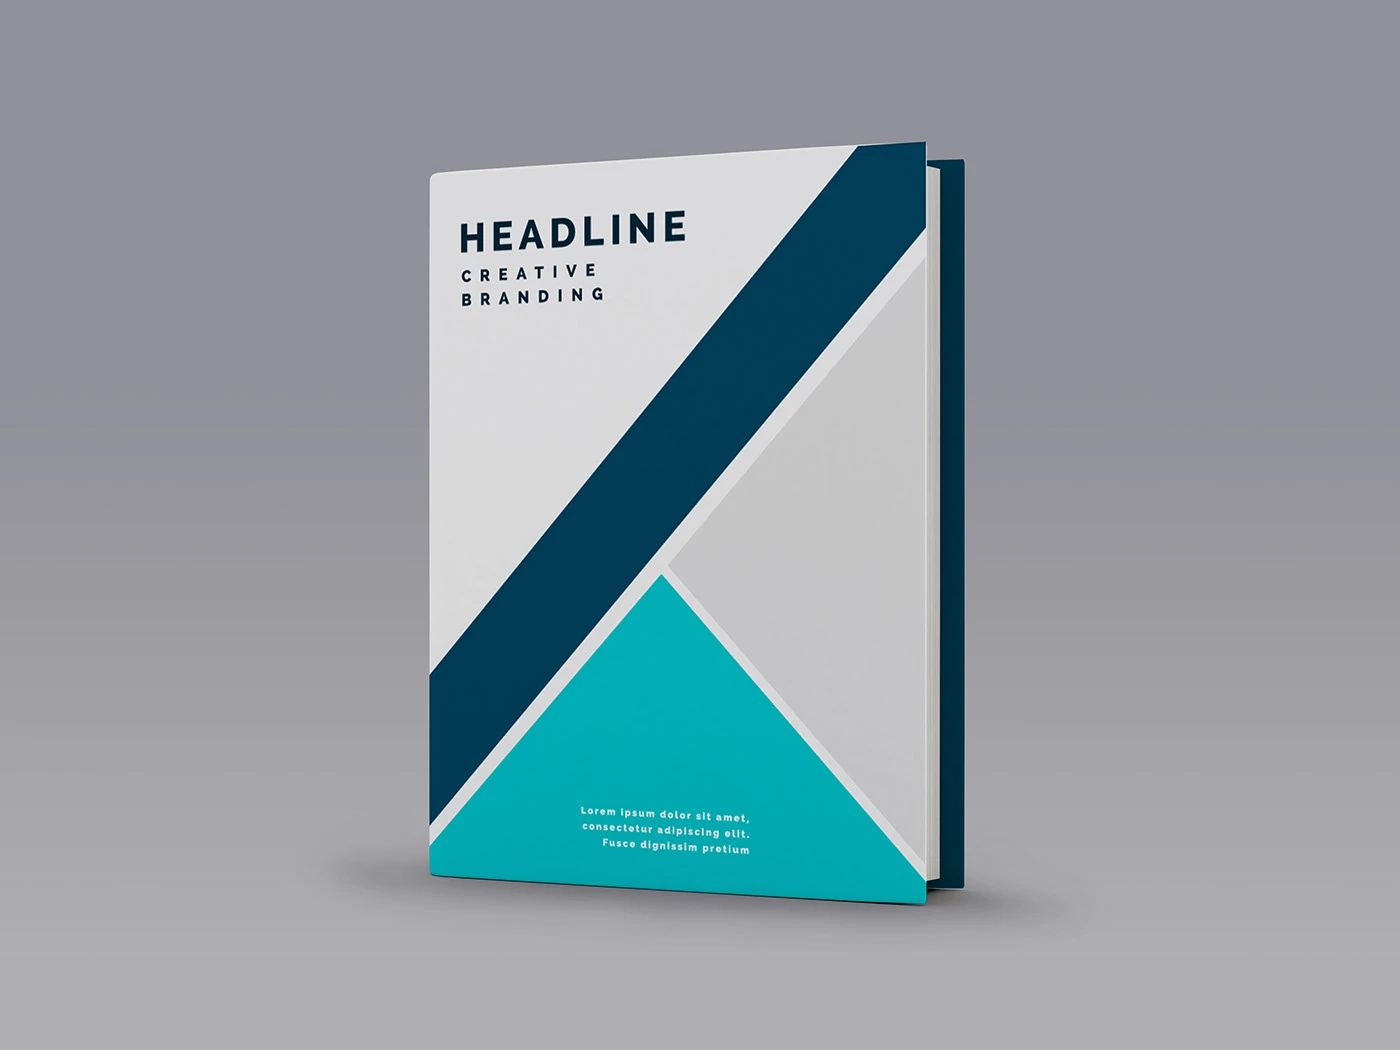 HEADLINE
CREATIVE
BRANDING
Lorem ipsum dolor sit amet,
consectetur adipiscing elit.
Fusce dignissim pretium